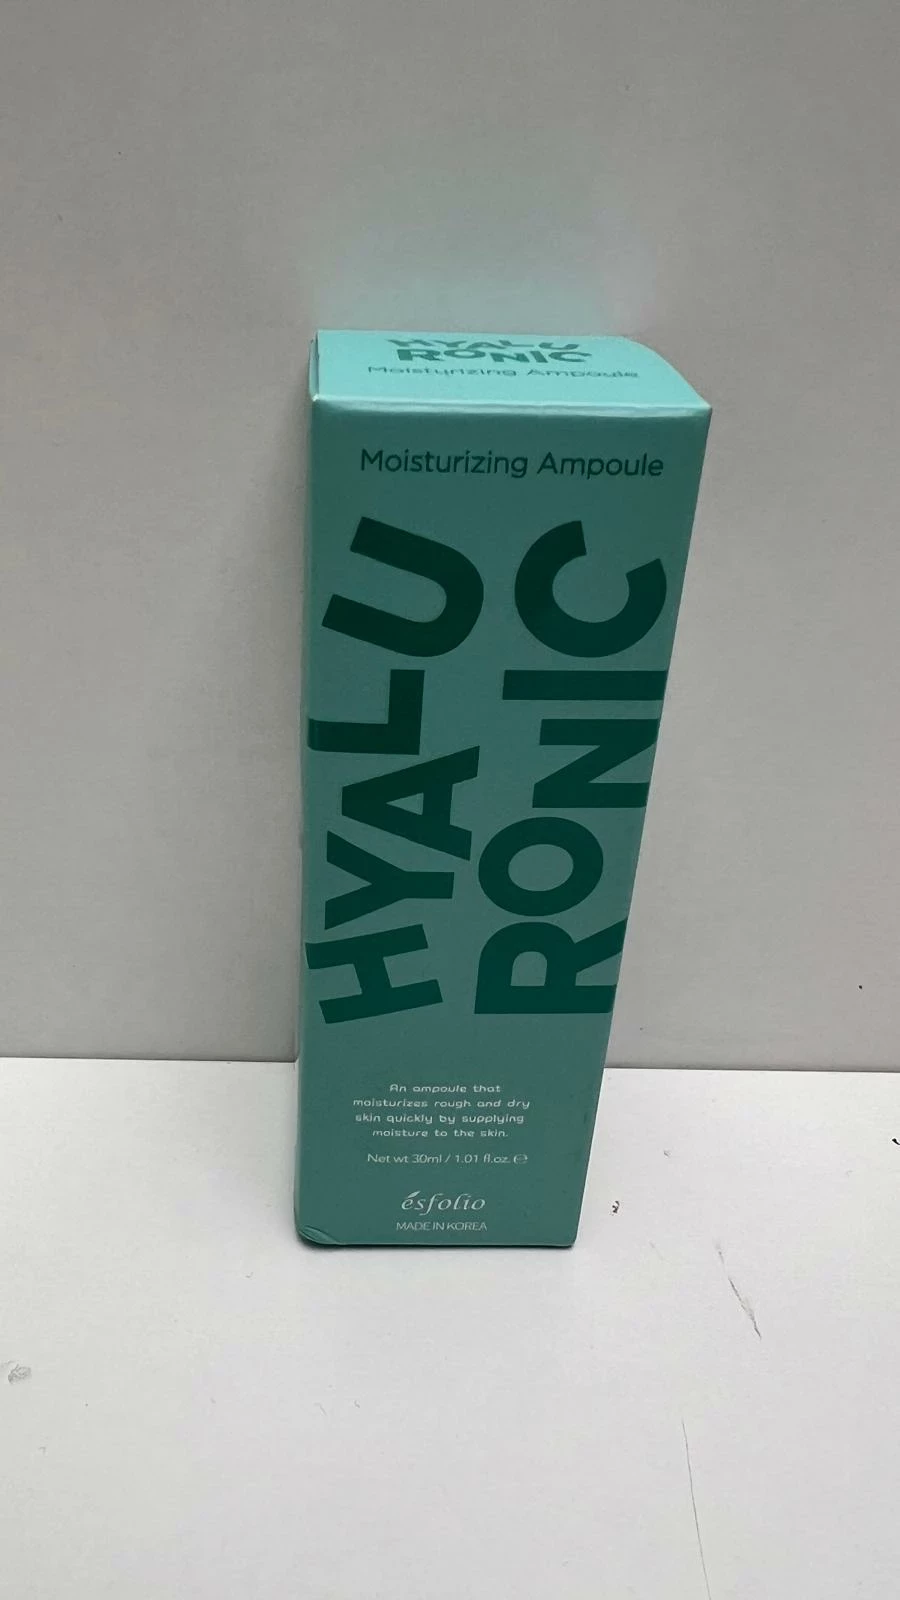 HYALU
RONIC
Moisturizing Ampoule
Moisturizing Ampoule
HYALU
RONIC
An ampoule that
moisturizes rough and dry
skin quickly by supplying
moisture to the skin.
Net wt 30ml / 1.01 fl.oz. ℮
ésfolio
MADE IN KOREA